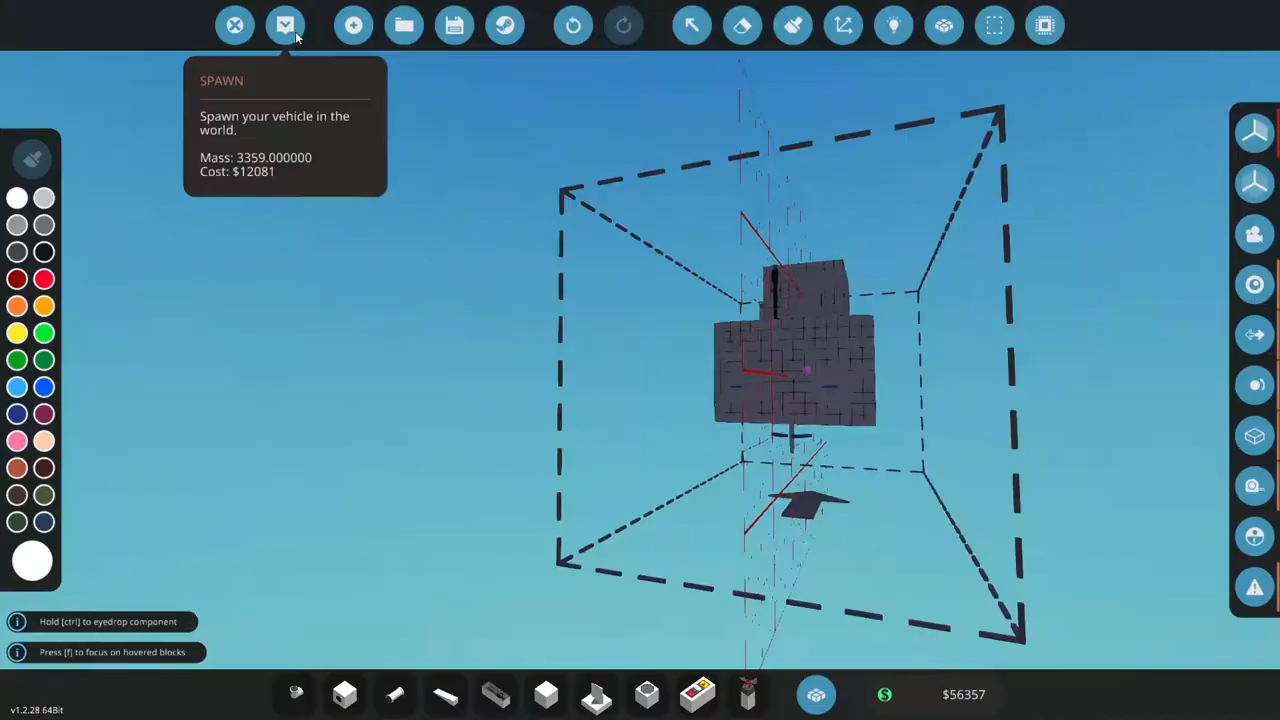 SPAWN
Spawn your vehicle in the
world.
Mass: 3359.000000
Cost: $12081
Hold [ctrl] to eyedrop component
Press [f] to focus on hovered blocks
$56357
v1.2.28 64Bit